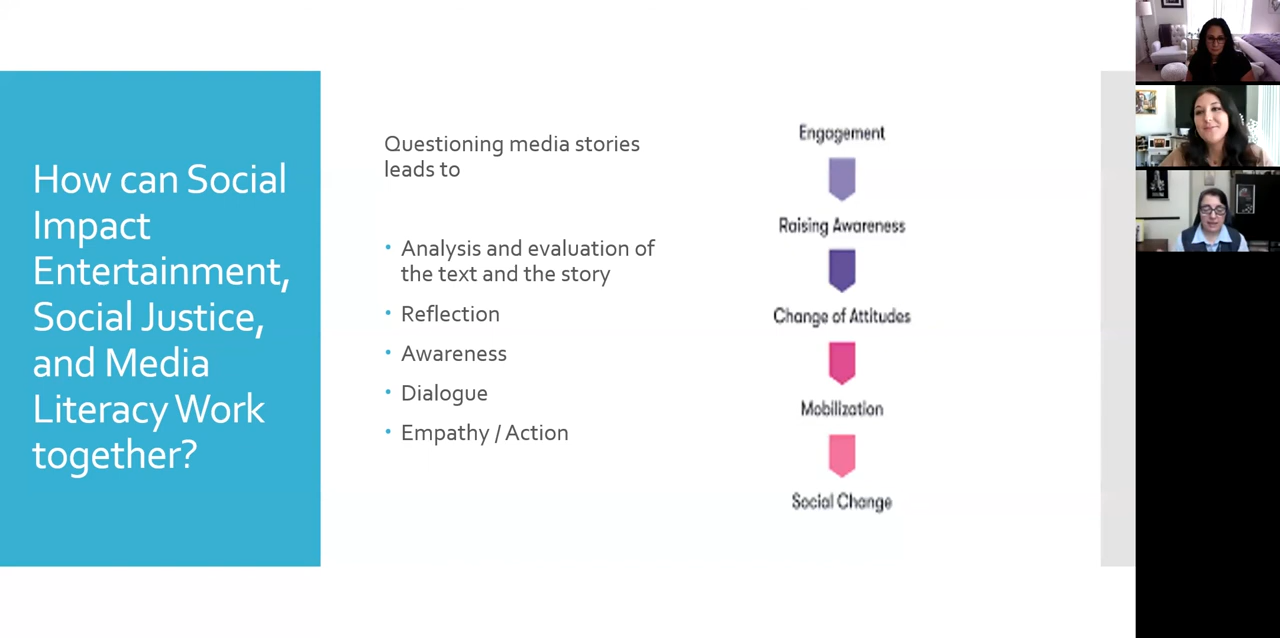 How can Social
Impact
Entertainment,
Social Justice,
and Media
Literacy Work
together?
Questioning media stories
leads to
• Analysis and evaluation of
the text and the story
• Reflection
• Awareness
• Dialogue
• Empathy / Action
Engagement
Raising Awareness
Change of Attitudes
Mobilization
Social Change